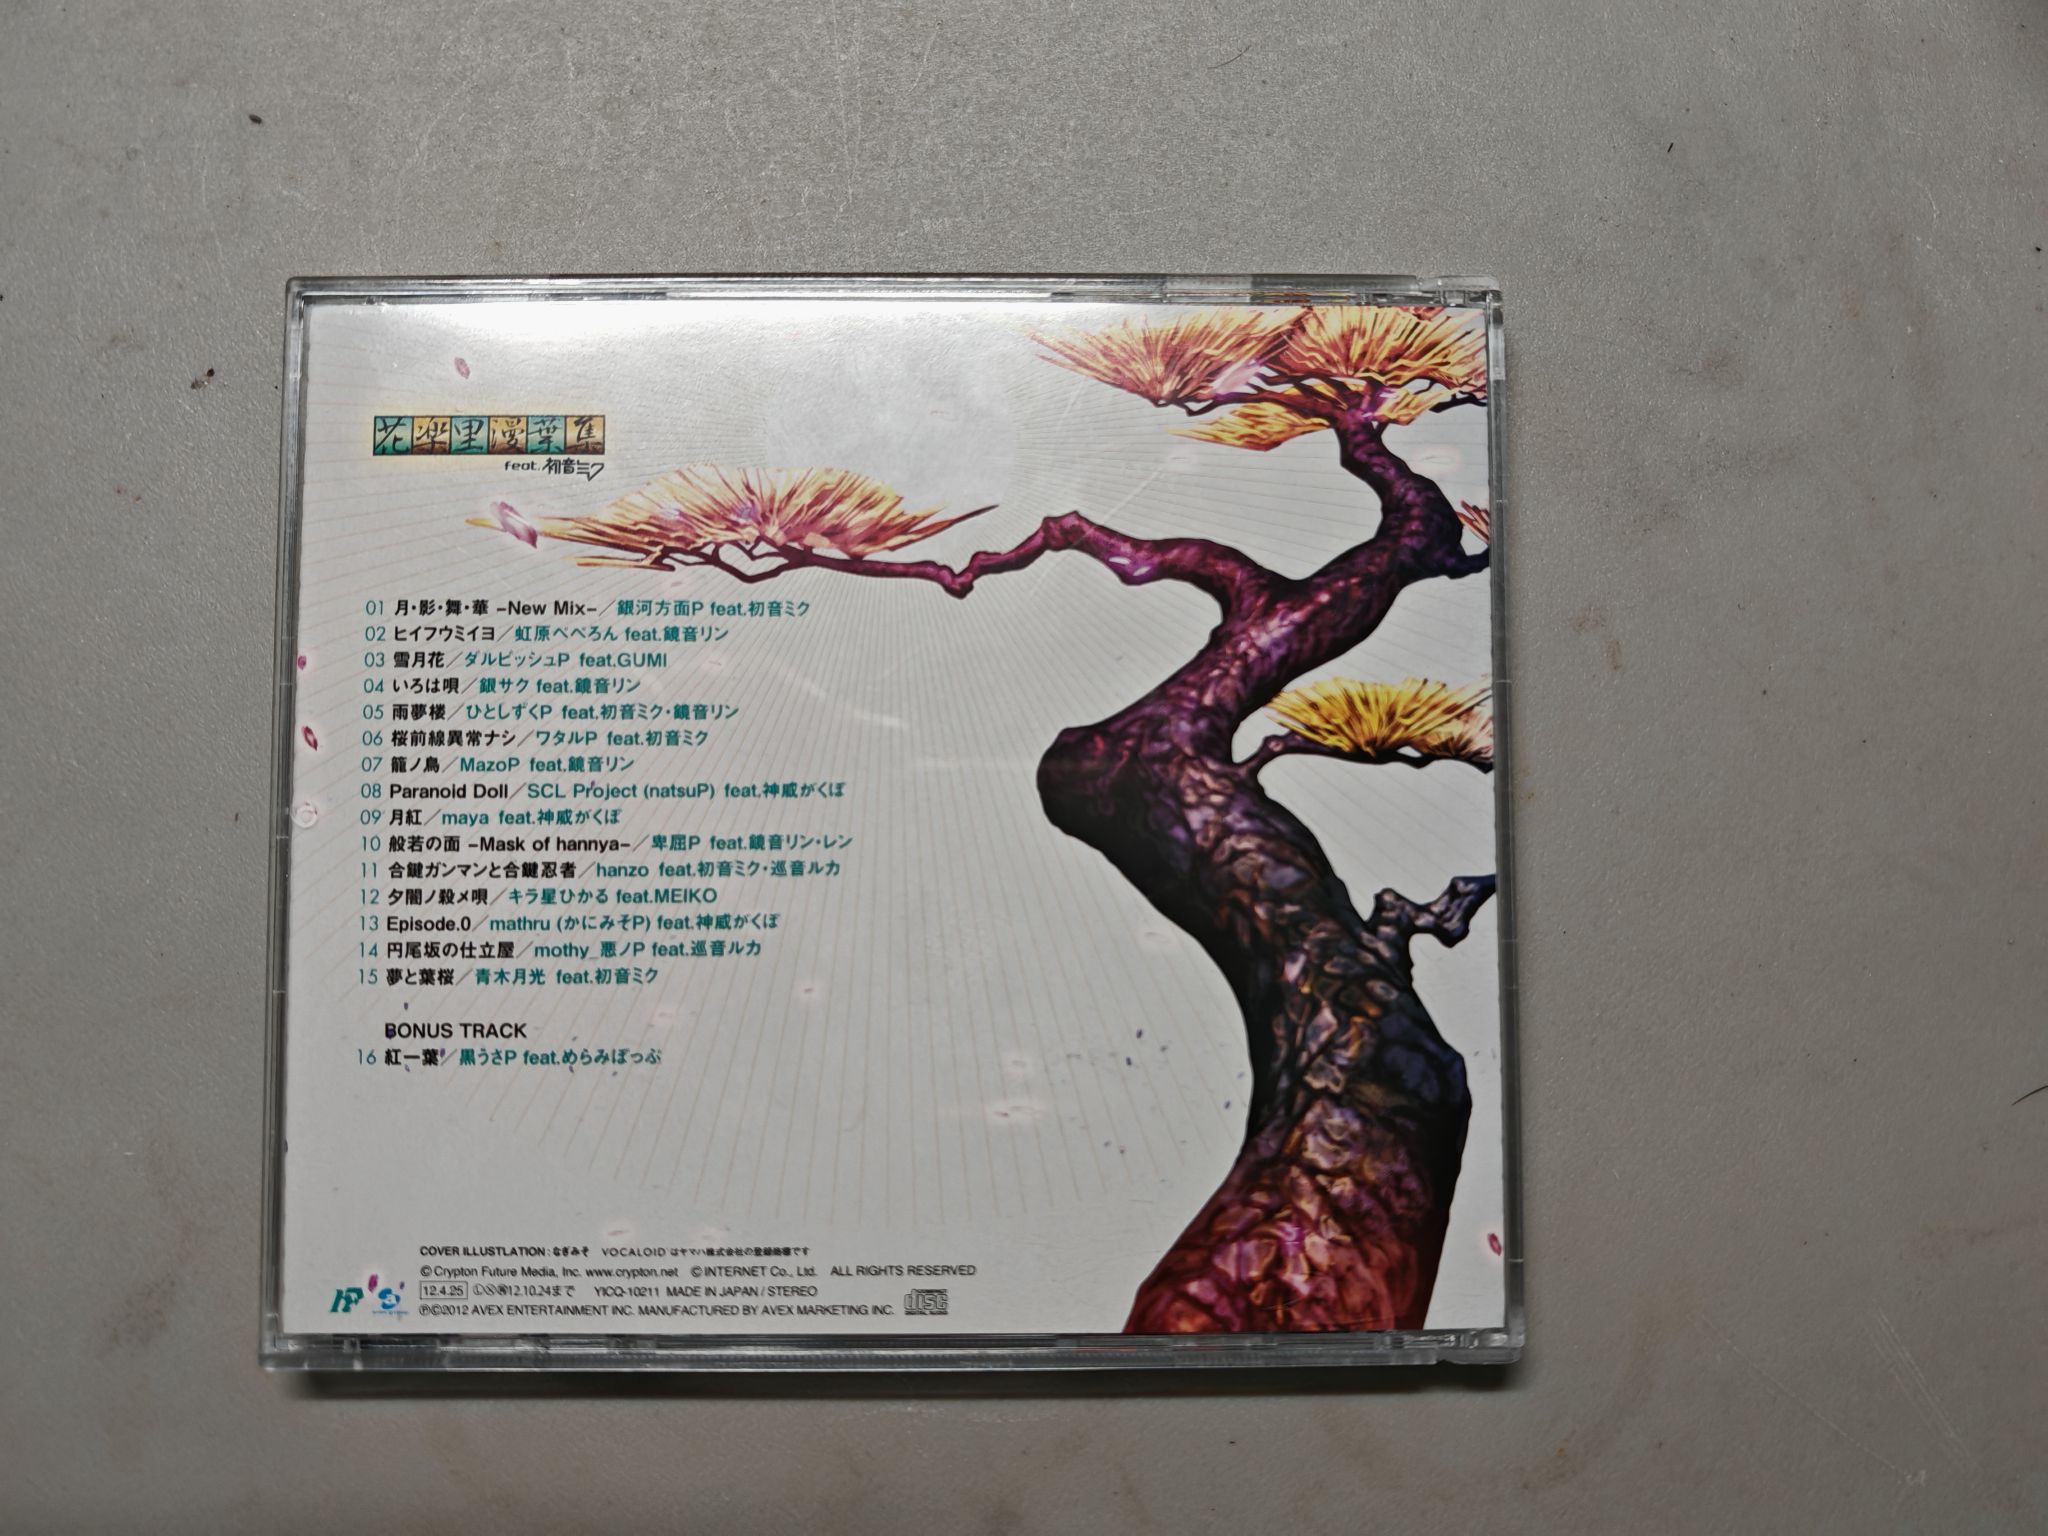 花楽里漫葉集
feat.初音ミク
01 月・影・舞・華 –New Mix–／銀河方面P feat.初音ミク
02 ヒイフウミイヨ／虹原ぺぺろん feat.鏡音リン
03 雪月花／ダルビッシュP feat.GUMI
04 いろは唄／銀サク feat.鏡音リン
05 雨夢楼／ひとしずくP feat.初音ミク・鏡音リン
06 桜前線異常ナシ／ワタルP feat.初音ミク
07 籠ノ鳥／MazoP feat.鏡音リン
08 Paranoid Doll／SCL Project (natsuP) feat.神威がくぽ
09 月紅／maya feat.神威がくぽ
10 般若の面 –Mask of hannya–／卑屈P feat.鏡音リン・レン
11 合鍵ガンマンと合鍵忍者／hanzo feat.初音ミク・巡音ルカ
12 夕闇ノ殺メ唄／キラ星ひかる feat.MEIKO
13 Episode.0／mathru (かにみそP) feat.神威がくぽ
14 円尾坂の仕立屋／mothy_悪ノP feat.巡音ルカ
15 夢と葉桜／青木月光 feat.初音ミク
BONUS TRACK
16 紅一葉／黒うさP feat.めらみぽっぷ
COVER ILLUSTLATION : なぎみそ VOCALOIDはヤマハ株式会社の登録商標です
©Crypton Future Media, Inc. www.crypton.net ©INTERNET Co., Ltd. ALL RIGHTS RESERVED
12.4.25 Ⓛ Ⓢ 再12.10.24まで YICQ-10211 MADE IN JAPAN / STEREO
Ⓟ©2012 AVEX ENTERTAINMENT INC. MANUFACTURED BY AVEX MARKETING INC.
disc